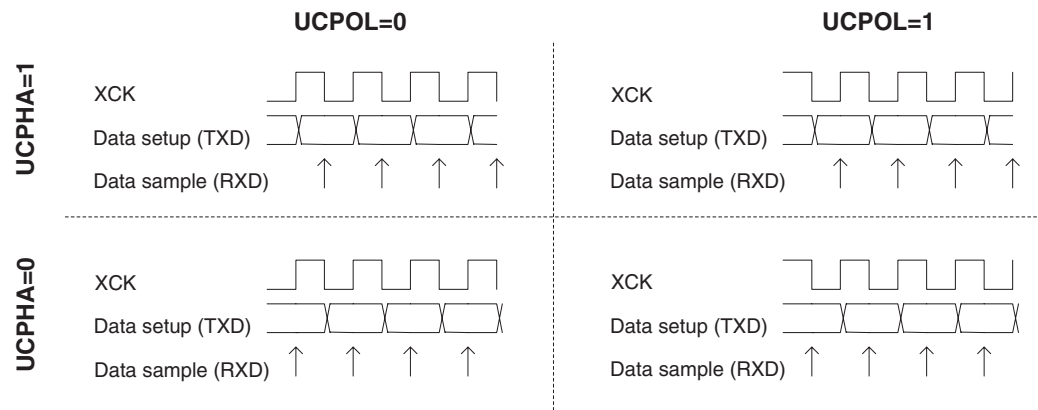 UCPOL=0
UCPOL=1
UCPHA=1
XCK
Data setup (TXD)
Data sample (RXD)
XCK
Data setup (TXD)
Data sample (RXD)
UCPHA=0
XCK
Data setup (TXD)
Data sample (RXD)
XCK
Data setup (TXD)
Data sample (RXD)